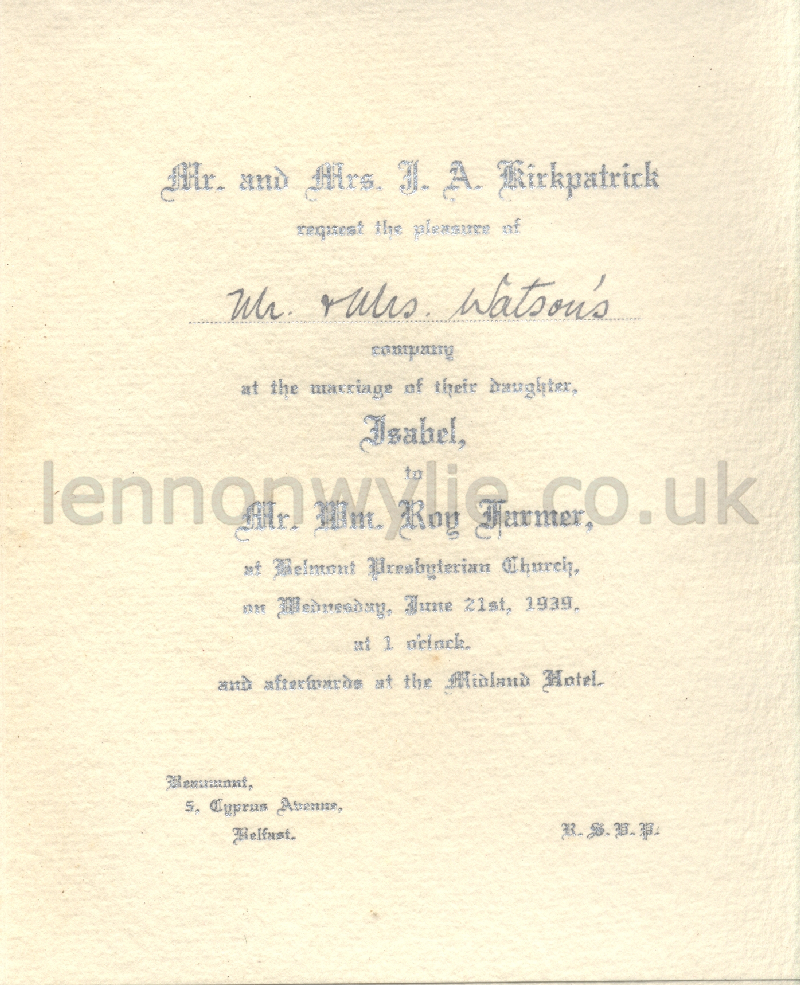 Mr. and Mrs. J. A. Kirkpatrick
request the pleasure of
Mr. & Mrs. Watson's
company
at the marriage of their daughter,
Isabel,
to
lennonwylie.co.uk
Mr. Wm. Roy Farmer,
at Belmont Presbyterian Church,
on Wednesday, June 21st, 1939.
at 1 o'clock.
and afterwards at the Midland Hotel.
Beaumont,
5, Cyprus Avenue,
Belfast.
R. S. V. P.